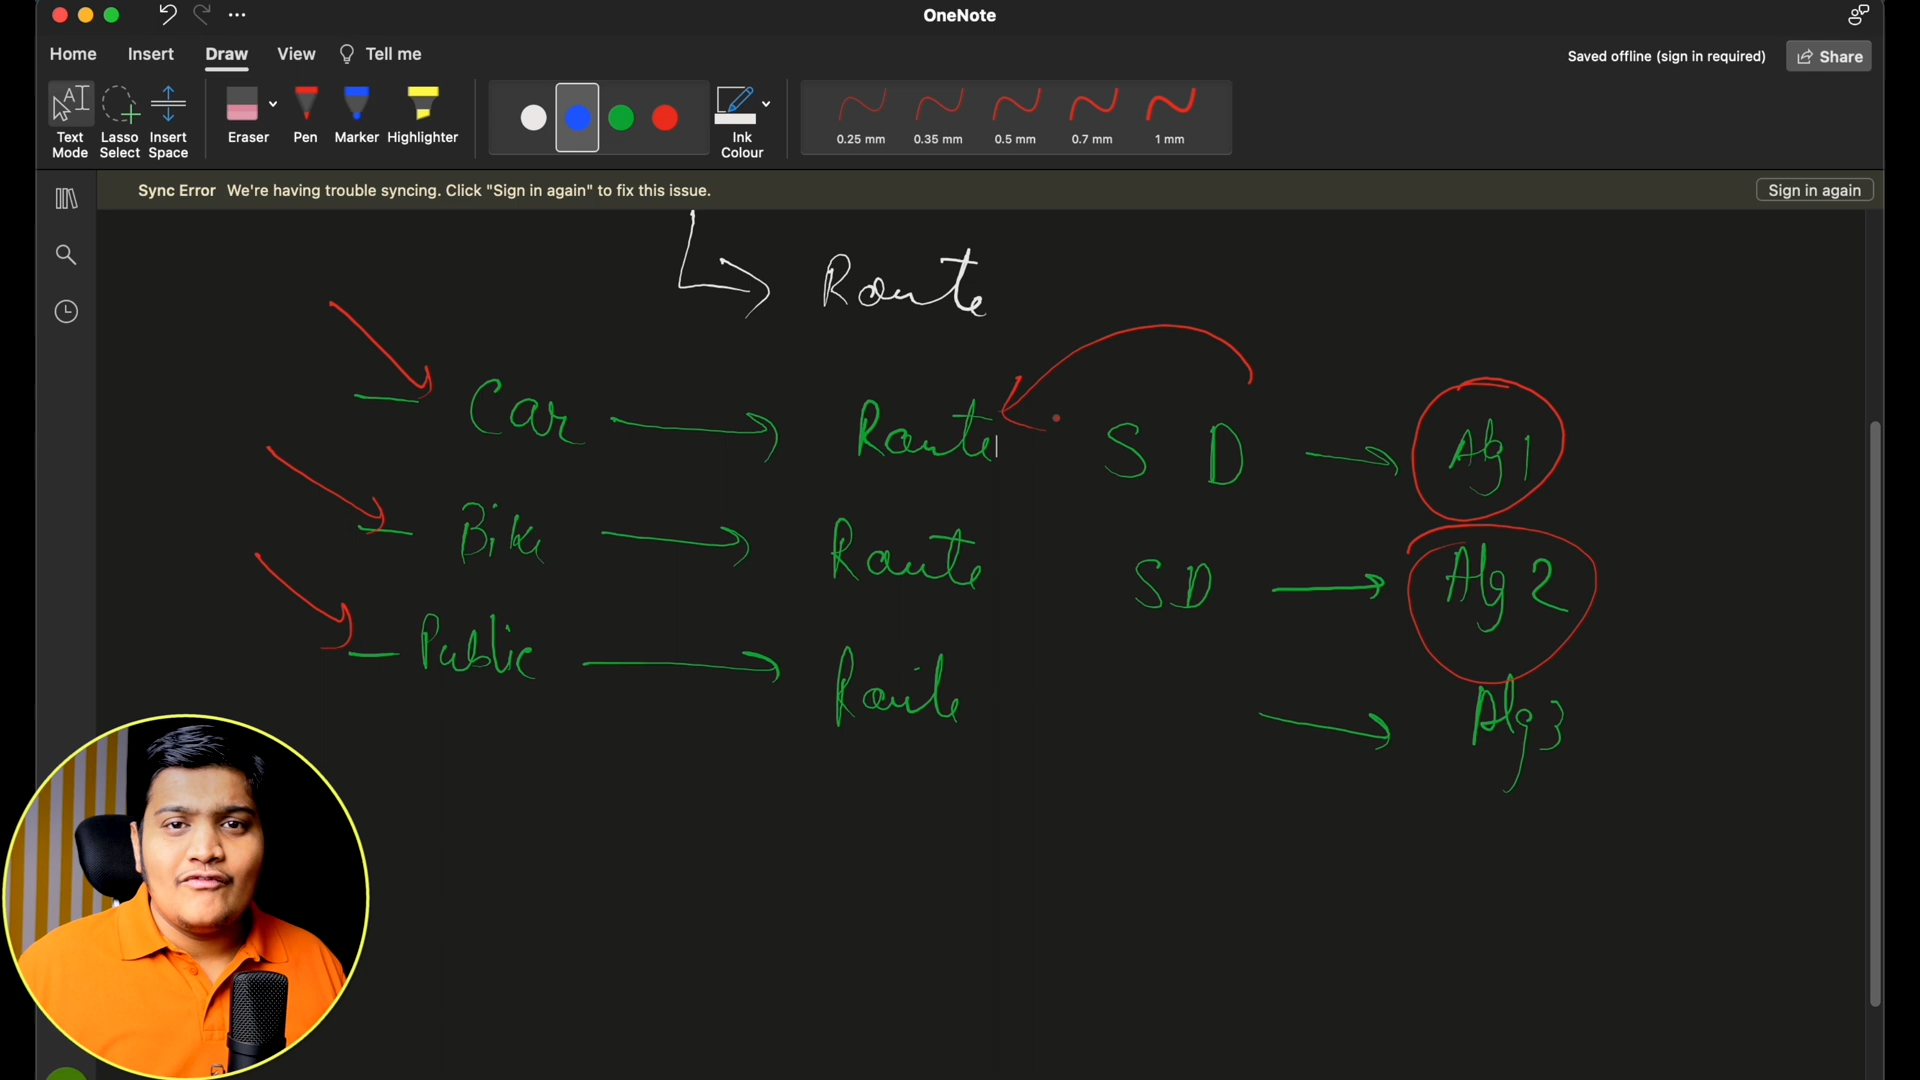 OneNote
Home Insert Draw View Tell me
Saved offline (sign in required) Share
Text Mode
Lasso Select
Insert Space
Eraser Pen Marker Highlighter
Ink Colour
0.25 mm 0.35 mm 0.5 mm 0.7 mm 1 mm
Sync Error We're having trouble syncing. Click "Sign in again" to fix this issue. Sign in again
Route
Car Route S D Alg 1
Bike Route SD Alg 2
Public Route Alg 3